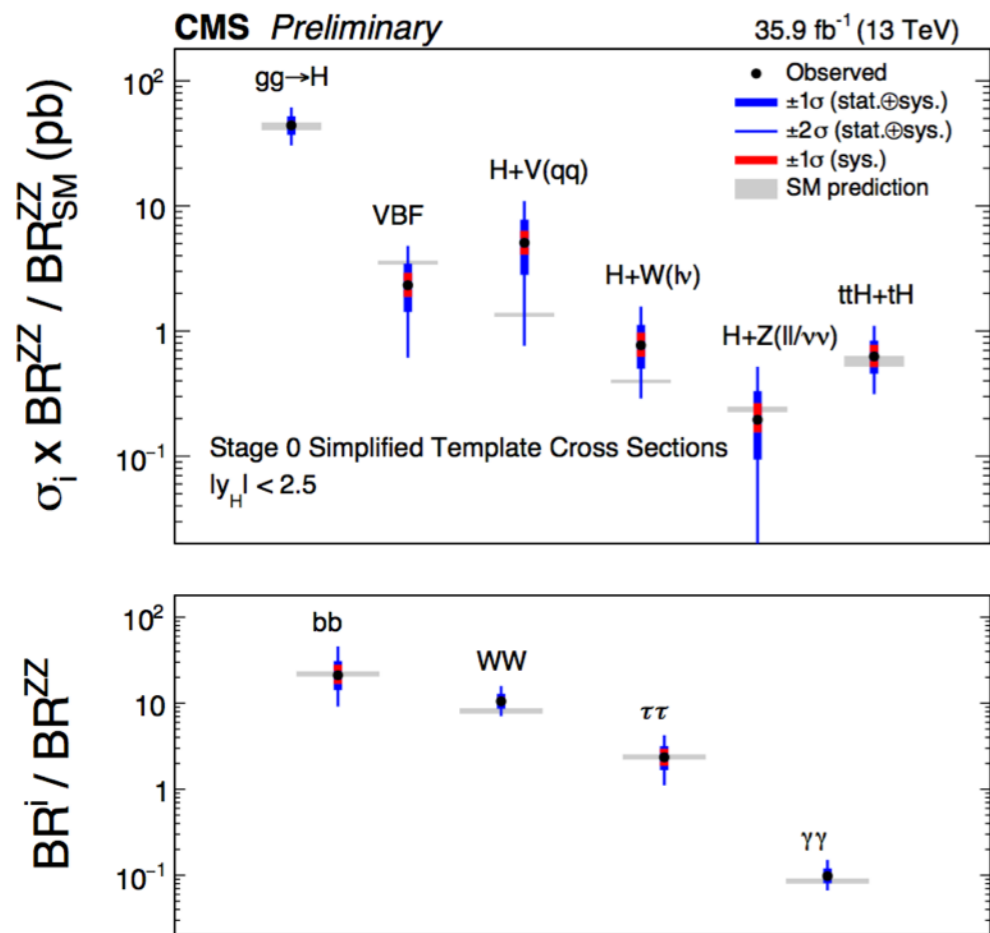 CMS Preliminary 35.9 fb⁻¹ (13 TeV)
σᵢ x BR^ZZ / BR^ZZ_SM (pb)
10²
10
1
10⁻¹
gg→H
VBF
H+V(qq)
H+W(lν)
H+Z(ll/νν)
ttH+tH
Observed
±1σ (stat.⊕sys.)
±2σ (stat.⊕sys.)
±1σ (sys.)
SM prediction
Stage 0 Simplified Template Cross Sections
|y_H| < 2.5
BR^i / BR^ZZ
10²
10
1
10⁻¹
bb
WW
ττ
γγ